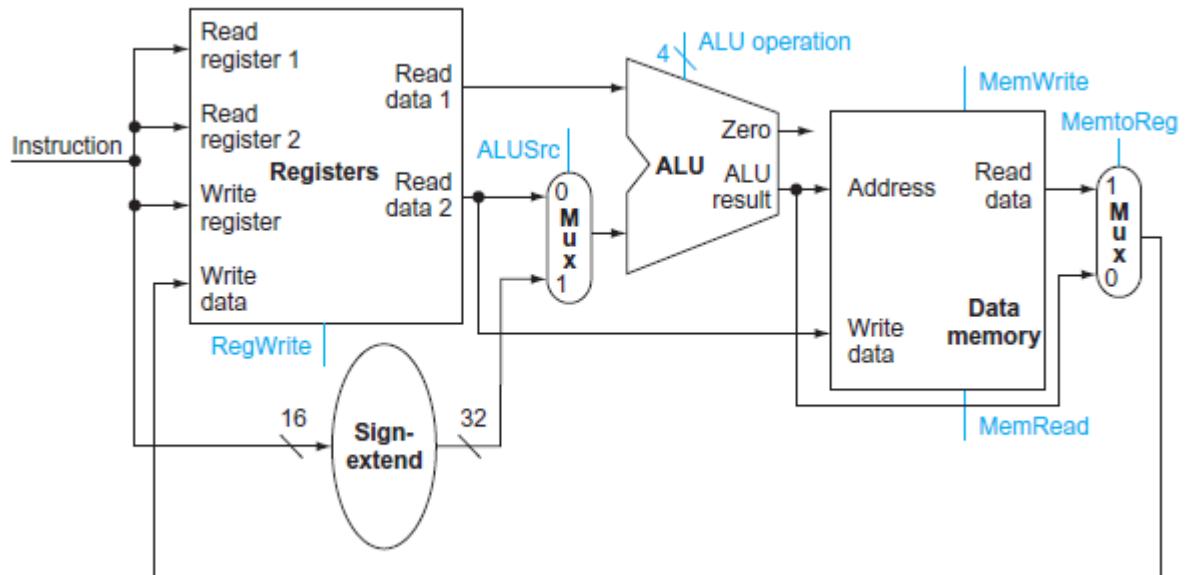 Instruction
Read
register 1
Read
register 2
Registers
Write
register
Write
data
Read
data 1
Read
data 2
RegWrite
16
Sign-
extend
32
ALUSrc
0
M
u
x
1
4
ALU operation
Zero
ALU
ALU
result
MemWrite
Address
Read
data
Write
data
Data
memory
MemRead
MemtoReg
1
M
u
x
0